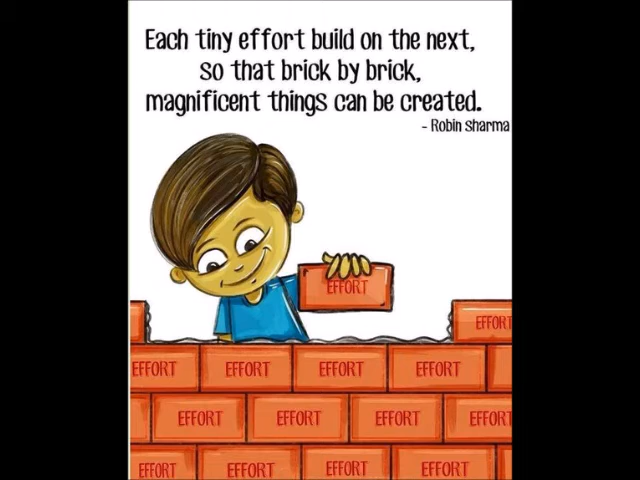 Each tiny effort build on the next,
so that brick by brick,
magnificent things can be created.
- Robin Sharma
EFFORT
EFFORT
EFFORT EFFORT EFFORT EFFORT
EFFORT EFFORT EFFORT EFFORT
EFFORT EFFORT EFFORT EFFORT